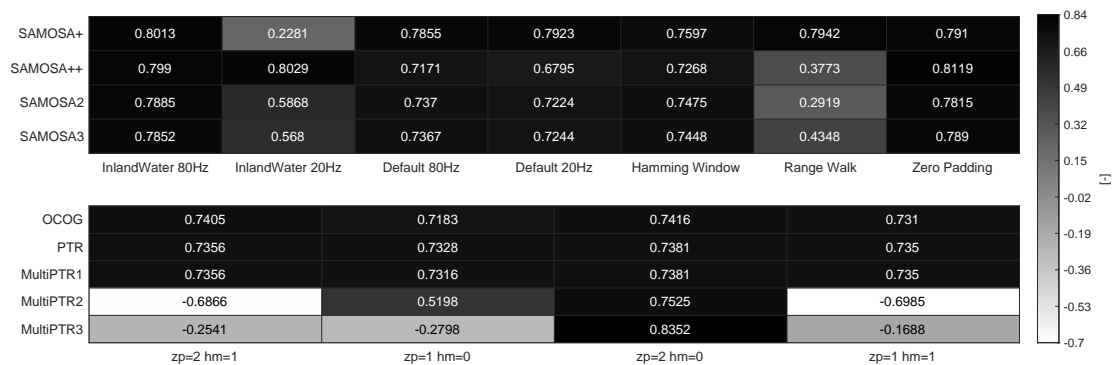 SAMOSA+ 0.8013 0.2281 0.7855 0.7923 0.7597 0.7942 0.791
SAMOSA++ 0.799 0.8029 0.7171 0.6795 0.7268 0.3773 0.8119
SAMOSA2 0.7885 0.5868 0.737 0.7224 0.7475 0.2919 0.7815
SAMOSA3 0.7852 0.568 0.7367 0.7244 0.7448 0.4348 0.789
InlandWater 80Hz InlandWater 20Hz Default 80Hz Default 20Hz Hamming Window Range Walk Zero Padding
OCOG 0.7405 0.7183 0.7416 0.731
PTR 0.7356 0.7328 0.7381 0.735
MultiPTR1 0.7356 0.7316 0.7381 0.735
MultiPTR2 -0.6866 0.5198 0.7525 -0.6985
MultiPTR3 -0.2541 -0.2798 0.8352 -0.1688
zp=2 hm=1 zp=1 hm=0 zp=2 hm=0 zp=1 hm=1
0.84
0.66
0.49
0.32
0.15
-0.02
-0.19
-0.36
-0.53
-0.7
[-]